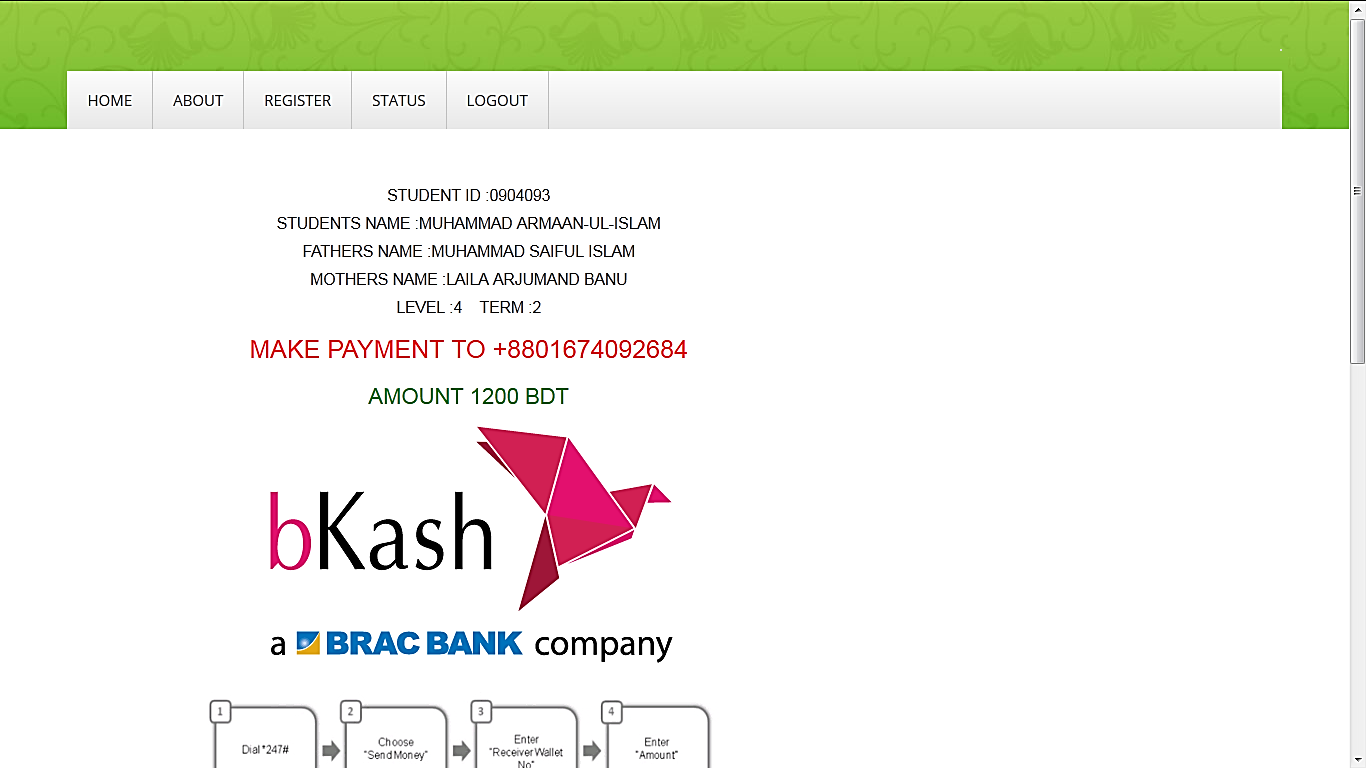 HOME ABOUT REGISTER STATUS LOGOUT
STUDENT ID :0904093
STUDENTS NAME :MUHAMMAD ARMAAN-UL-ISLAM
FATHERS NAME :MUHAMMAD SAIFUL ISLAM
MOTHERS NAME :LAILA ARJUMAND BANU
LEVEL :4 TERM :2
MAKE PAYMENT TO +8801674092684
AMOUNT 1200 BDT
bKash
a BRAC BANK company
1
Dial *247#
2
Choose
"Send Money"
3
Enter
"Receiver Wallet
No"
4
Enter
"Amount"